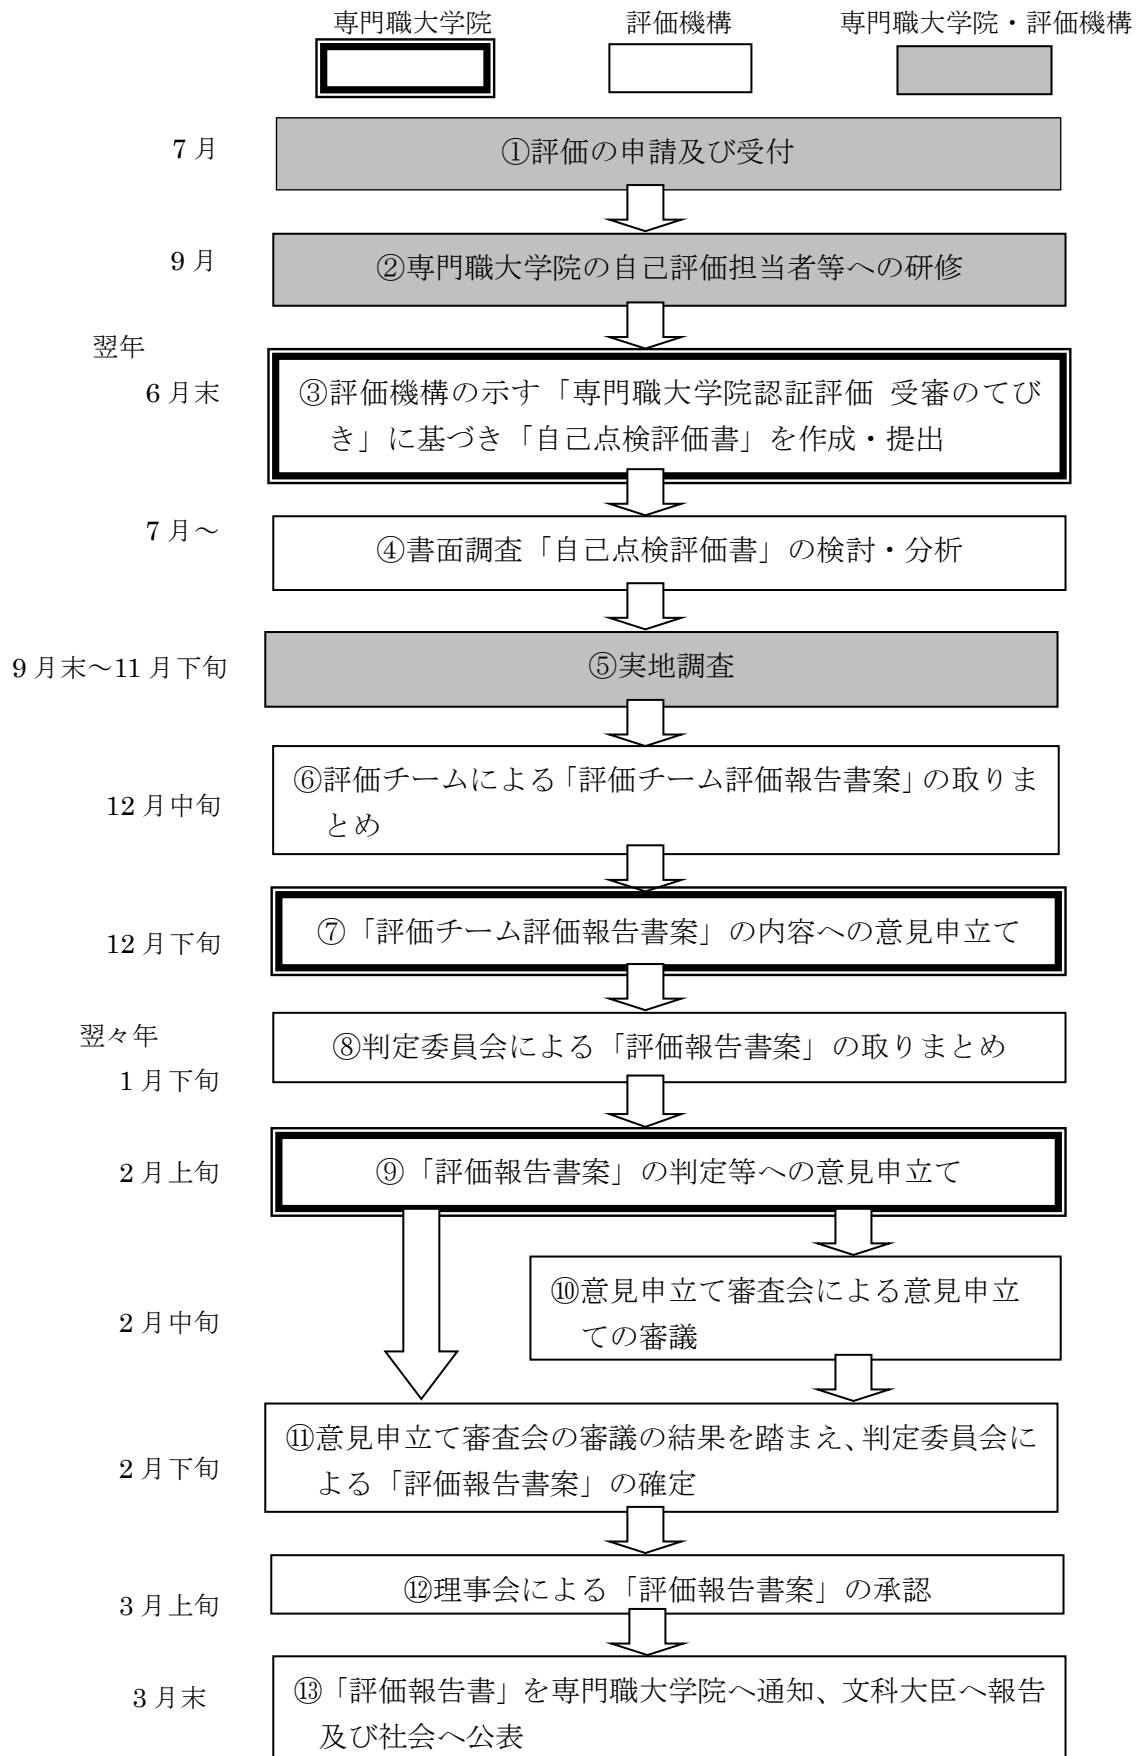 専門職大学院 評価機構 専門職大学院・評価機構
7月 ①評価の申請及び受付
9月 ②専門職大学院の自己評価担当者等への研修
翌年
6月末 ③評価機構の示す「専門職大学院認証評価 受審のてび
き」に基づき「自己点検評価書」を作成・提出
7月～ ④書面調査「自己点検評価書」の検討・分析
9月末～11月下旬 ⑤実地調査
⑥評価チームによる「評価チーム評価報告書案」の取りま
12月中旬
とめ
12月下旬 ⑦「評価チーム評価報告書案」の内容への意見申立て
翌々年
1月下旬 ⑧判定委員会による「評価報告書案」の取りまとめ
2月上旬 ⑨「評価報告書案」の判定等への意見申立て
⑩意見申立て審査会による意見申立
2月中旬 ての審議
⑪意見申立て審査会の審議の結果を踏まえ、判定委員会に
2月下旬 よる「評価報告書案」の確定
3月上旬 ⑫理事会による「評価報告書案」の承認
3月末 ⑬「評価報告書」を専門職大学院へ通知、文科大臣へ報告
及び社会へ公表